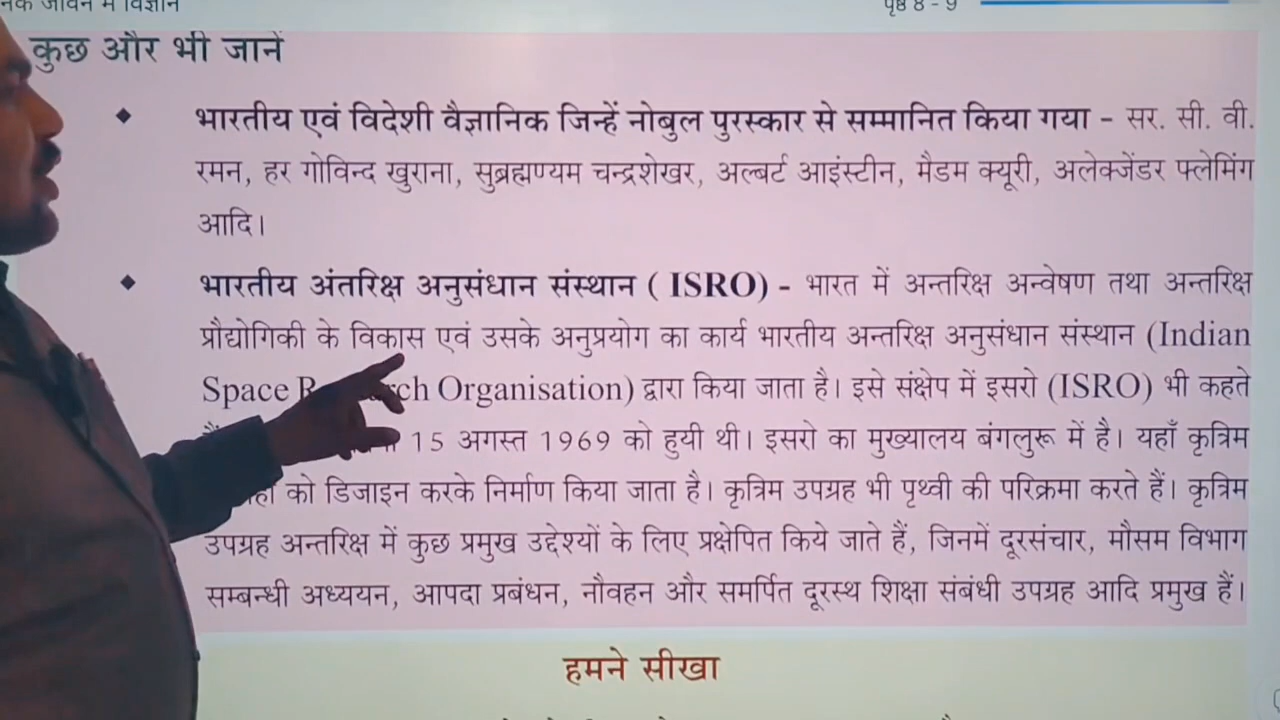 जीवन में विज्ञान
पृष्ठ 8 - 9
कुछ और भी जानें
भारतीय एवं विदेशी वैज्ञानिक जिन्हें नोबुल पुरस्कार से सम्मानित किया गया - सर. सी. वी.
रमन, हर गोविन्द खुराना, सुब्रह्मण्यम चन्द्रशेखर, अल्बर्ट आइंस्टीन, मैडम क्यूरी, अलेक्जेंडर फ्लेमिंग
आदि।
भारतीय अंतरिक्ष अनुसंधान संस्थान ( ISRO) - भारत में अन्तरिक्ष अन्वेषण तथा अन्तरिक्ष
प्रौद्योगिकी के विकास एवं उसके अनुप्रयोग का कार्य भारतीय अन्तरिक्ष अनुसंधान संस्थान (Indian
Space Organisation) द्वारा किया जाता है। इसे संक्षेप में इसरो (ISRO) भी कहते
15 अगस्त 1969 को हुयी थी। इसरो का मुख्यालय बंगलुरू में है। यहाँ कृत्रिम
को डिजाइन करके निर्माण किया जाता है। कृत्रिम उपग्रह भी पृथ्वी की परिक्रमा करते हैं। कृत्रिम
उपग्रह अन्तरिक्ष में कुछ प्रमुख उद्देश्यों के लिए प्रक्षेपित किये जाते हैं, जिनमें दूरसंचार, मौसम विभाग
सम्बन्धी अध्ययन, आपदा प्रबंधन, नौवहन और समर्पित दूरस्थ शिक्षा संबंधी उपग्रह आदि प्रमुख हैं।
हमने सीखा